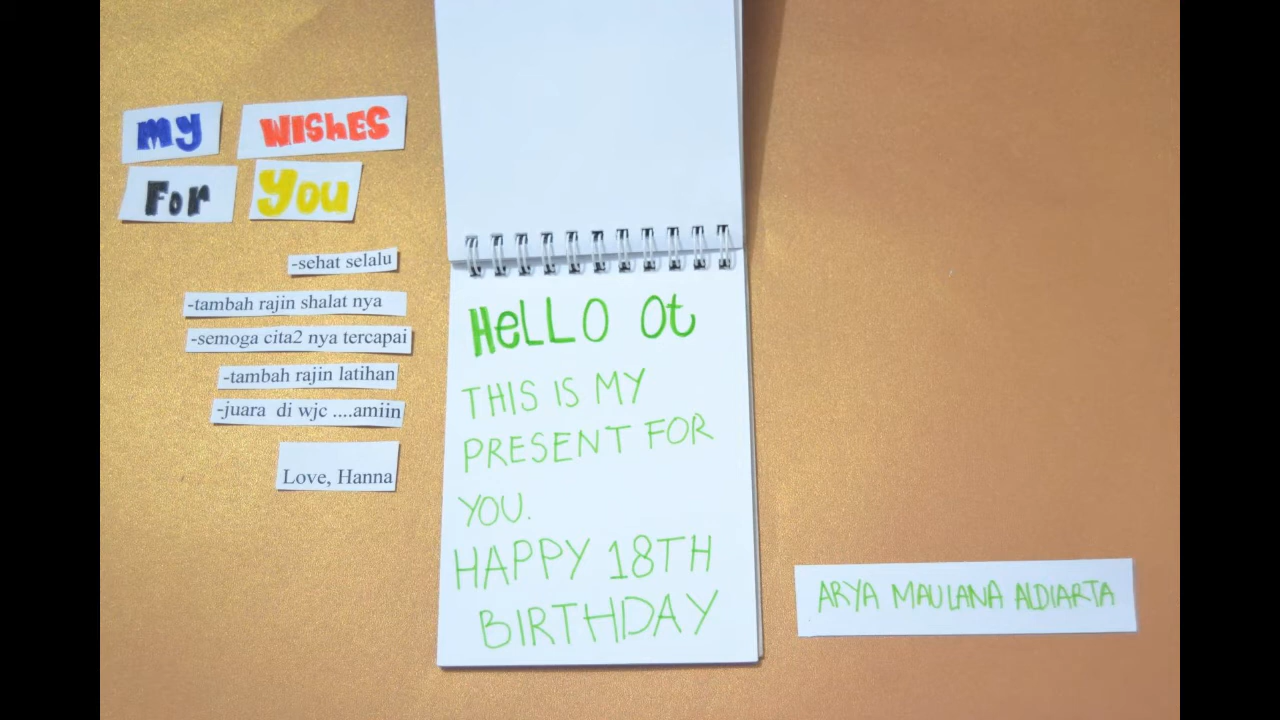 MY WISHES
FOR YOU
-sehat selalu
-tambah rajin shalat nya
-semoga cita2 nya tercapai
-tambah rajin latihan
-juara di wjc ....amiin
Love, Hanna
HeLLO Ot
THIS IS MY
PRESENT FOR
YOU.
HAPPY 18TH
BIRTHDAY
ARYA MAULANA ALDIARTA